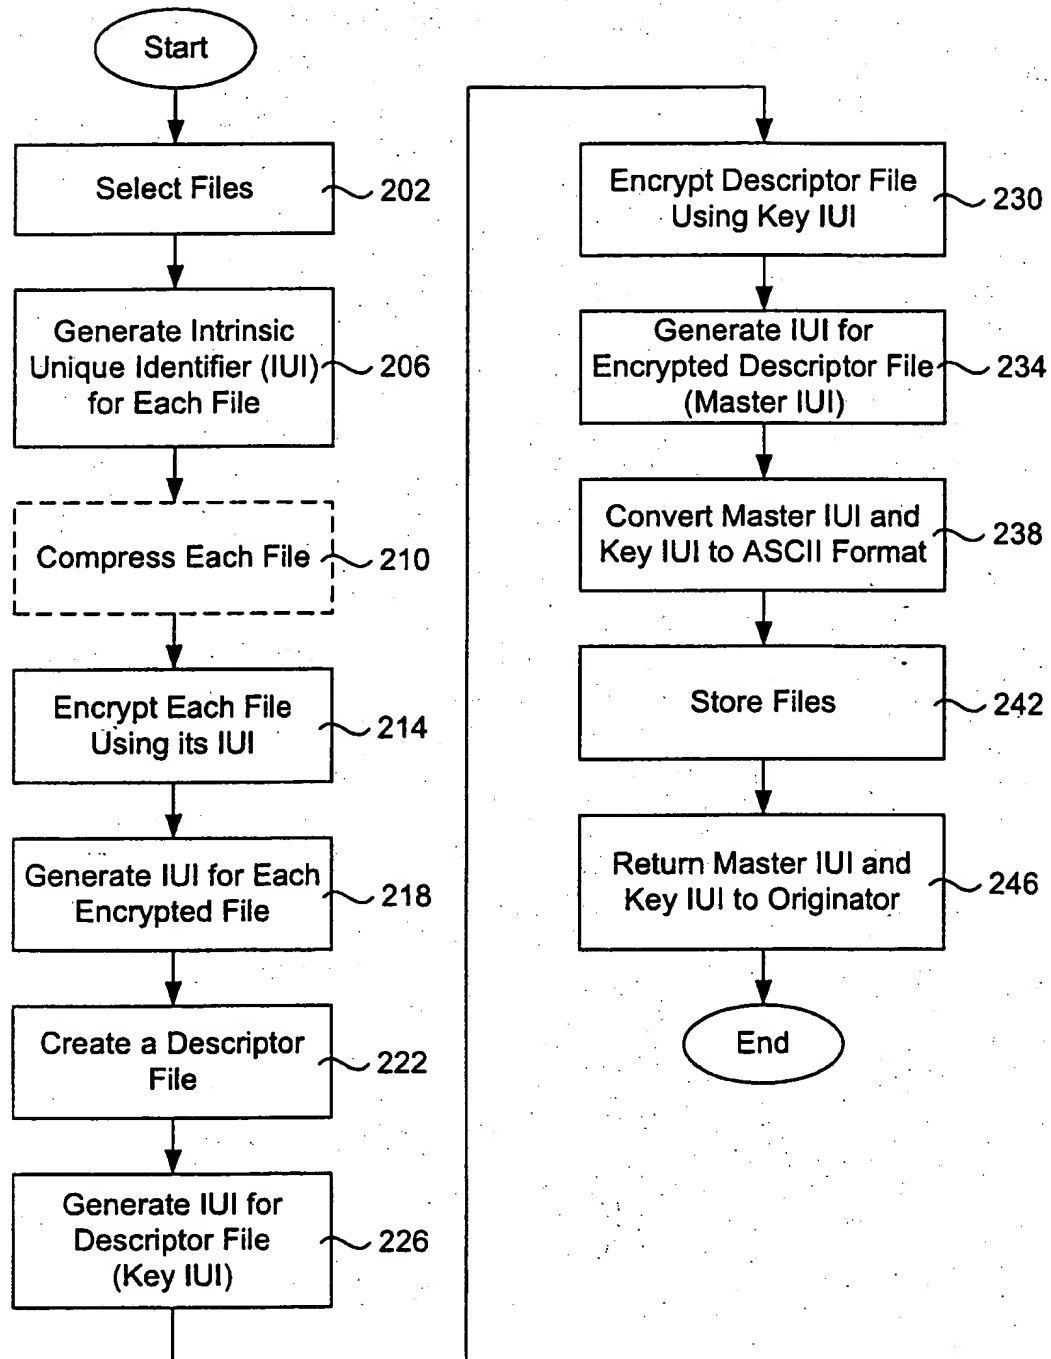 Start
Select Files
202
Generate Intrinsic
Unique Identifier (IUI)
for Each File
206
Compress Each File
210
Encrypt Each File
Using its IUI
214
Generate IUI for Each
Encrypted File
218
Create a Descriptor
File
222
Generate IUI for
Descriptor File
(Key IUI)
226
Encrypt Descriptor File
Using Key IUI
230
Generate IUI for
Encrypted Descriptor File
(Master IUI)
234
Convert Master IUI and
Key IUI to ASCII Format
238
Store Files
242
Return Master IUI and
Key IUI to Originator
246
End